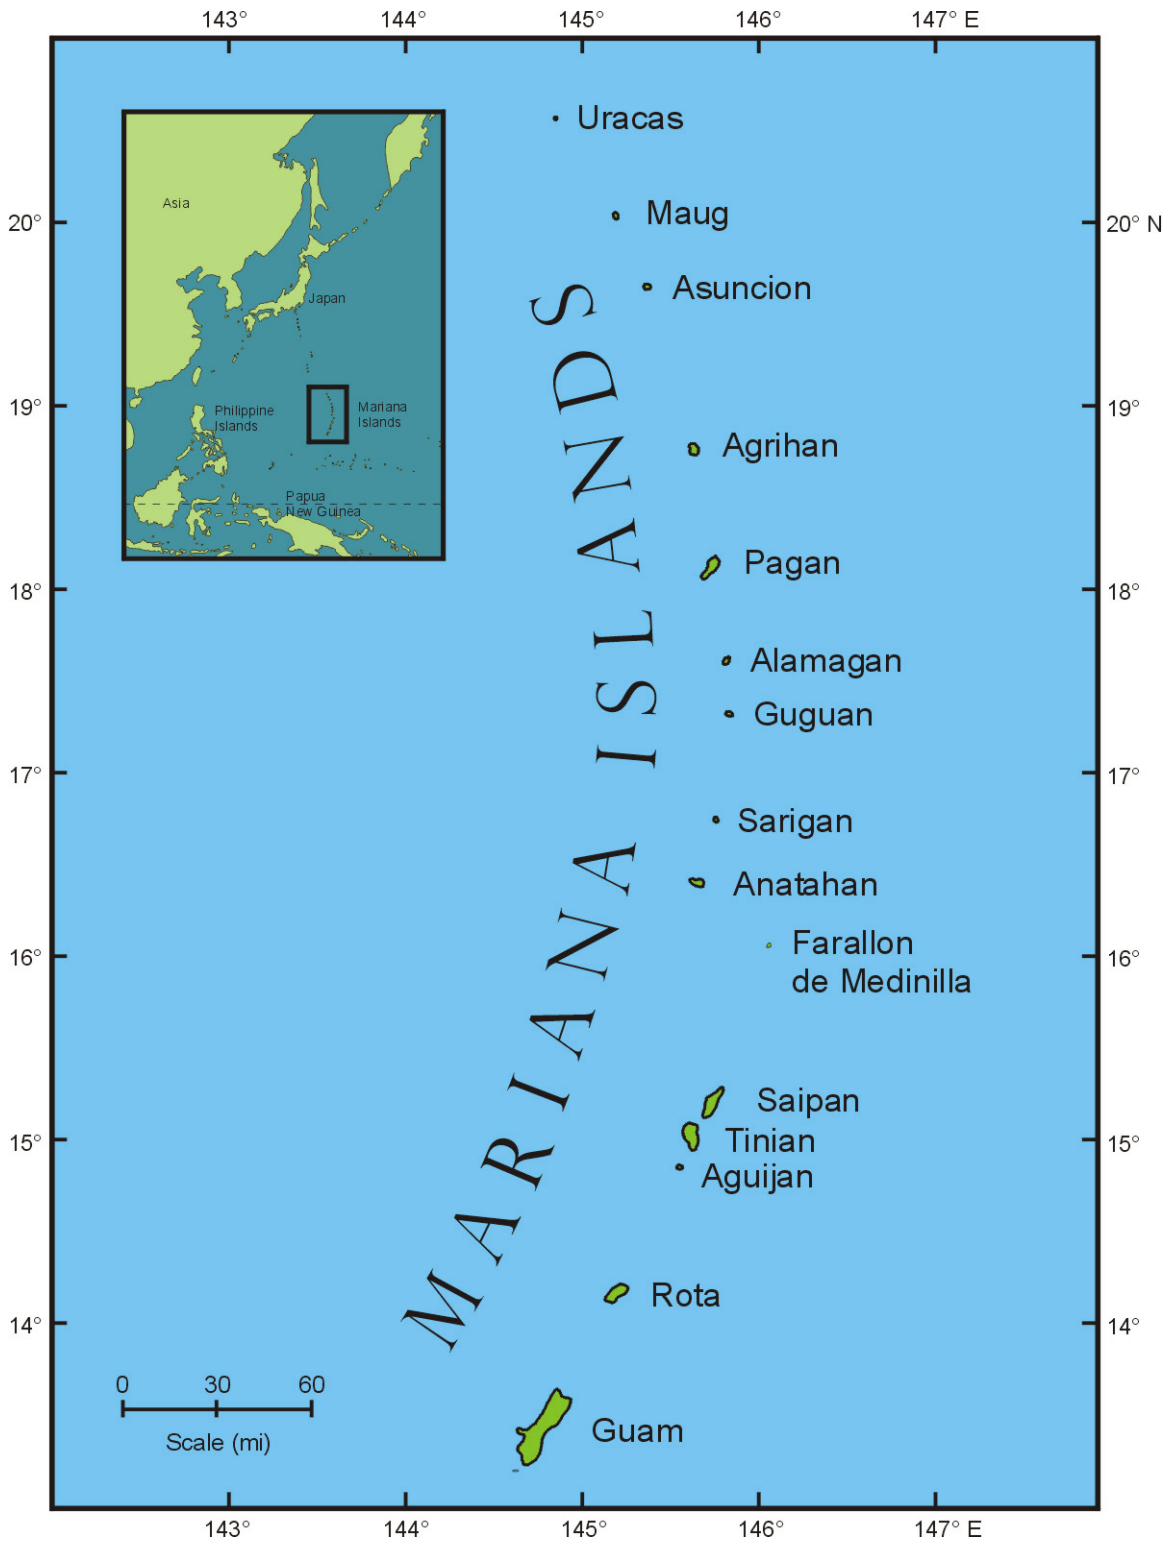 143° 144° 145° 146° 147° E
Uracas
Asia
Maug
20° 20° N
Asuncion
Japan
19° 19°
Philippine
Islands
Mariana
Islands
Agrihan
Papua
New Guinea
Pagan
18° 18°
Alamagan
Guguan
17° 17°
MARIANA ISLANDS
Sarigan
Anatahan
Farallon
de Medinilla
16° 16°
Saipan
Tinian
15° 15°
Aguijan
Rota
14° 14°
0 30 60
Scale (mi)
Guam
143° 144° 145° 146° 147° E